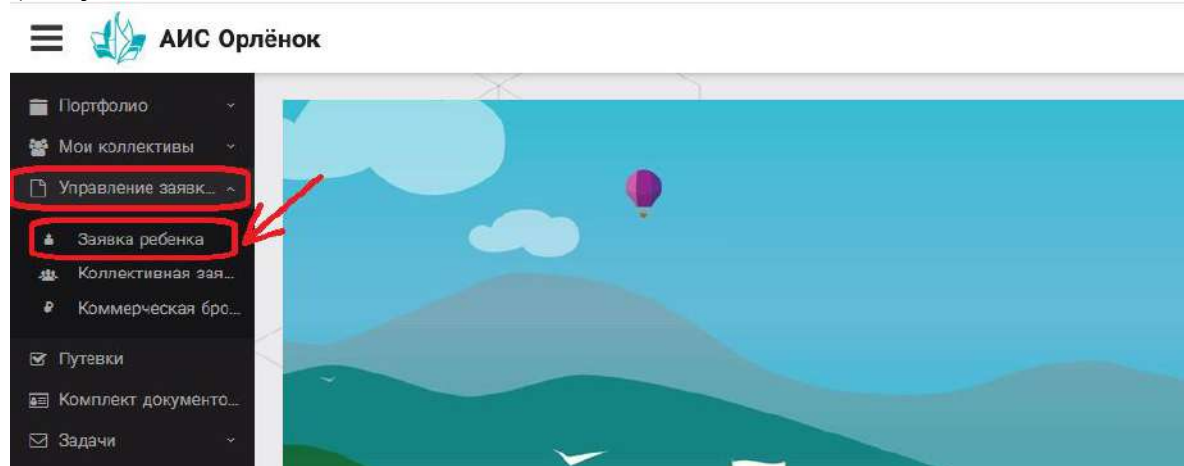 АИС Орлёнок
Портфолио
Мои коллективы
Управление заявк...
Заявка ребенка
Коллективная зая...
Коммерческая бро...
Путевки
Комплект документо...
Задачи